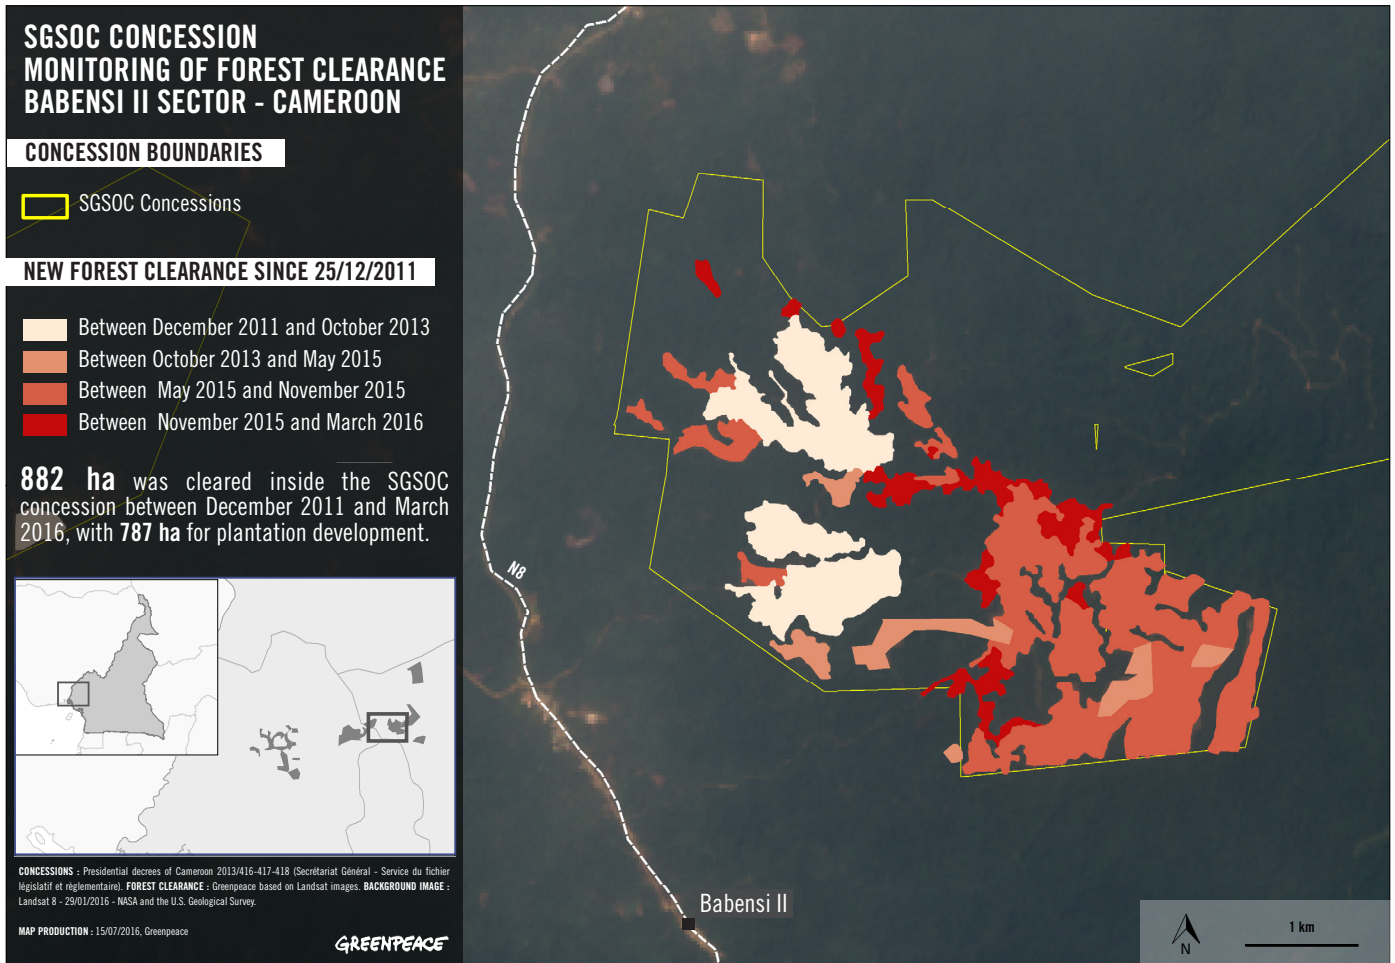 SGSOC CONCESSION
MONITORING OF FOREST CLEARANCE
BABENSI II SECTOR - CAMEROON
CONCESSION BOUNDARIES
SGSOC Concessions
NEW FOREST CLEARANCE SINCE 25/12/2011
Between December 2011 and October 2013
Between October 2013 and May 2015
Between May 2015 and November 2015
Between November 2015 and March 2016
882 ha was cleared inside the SGSOC
concession between December 2011 and March
2016, with 787 ha for plantation development.
CONCESSIONS : Presidential decrees of Cameroon 2013/416-417-418 (Secrétariat Général - Service du fichier
législatif et règlementaire). FOREST CLEARANCE : Greenpeace based on Landsat images. BACKGROUND IMAGE :
Landsat 8 - 29/01/2016 - NASA and the U.S. Geological Survey.
MAP PRODUCTION : 15/07/2016, Greenpeace
GREENPEACE
N8
Babensi II
N
1 km